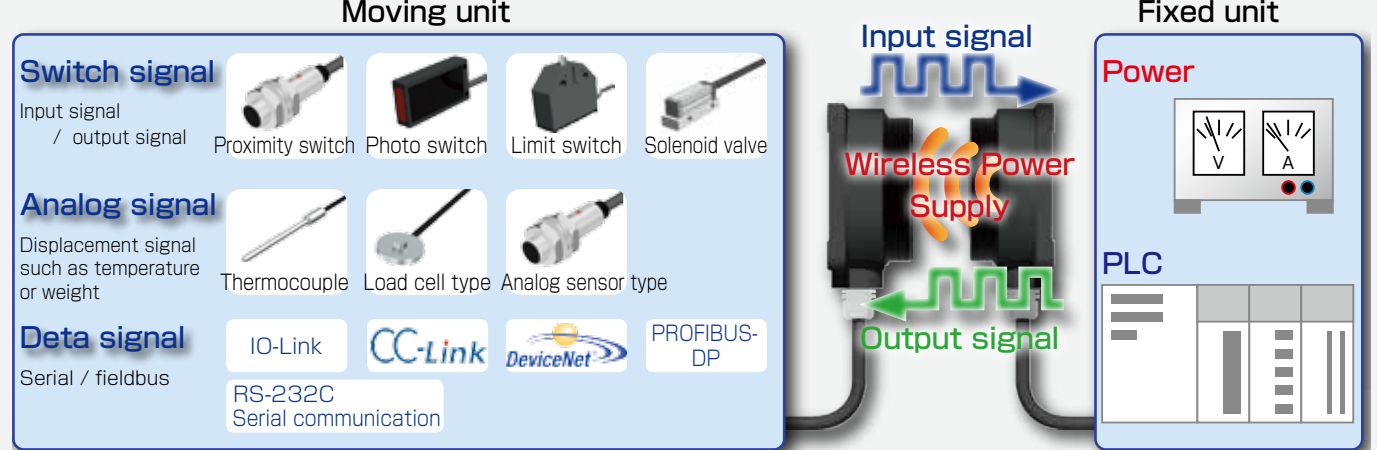 Moving unit
Switch signal
Input signal
/ output signal
Proximity switch
Photo switch
Limit switch
Solenoid valve
Analog signal
Displacement signal
such as temperature
or weight
Thermocouple
Load cell type
Analog sensor type
Deta signal
Serial / fieldbus
IO-Link
CC-Link
DeviceNet
PROFIBUS-
DP
RS-232C
Serial communication
Input signal
Wireless Power
Supply
Output signal
Fixed unit
Power
V
A
PLC